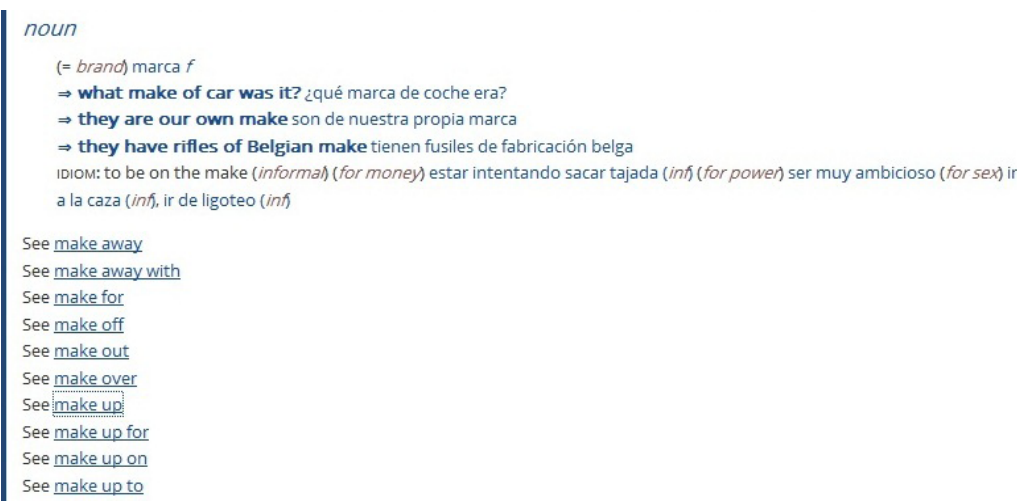 noun
(= brand) marca f
⇒ what make of car was it? ¿qué marca de coche era?
⇒ they are our own make son de nuestra propia marca
⇒ they have rifles of Belgian make tienen fusiles de fabricación belga
IDIOM: to be on the make (informal) (for money) estar intentando sacar tajada (inf) (for power) ser muy ambicioso (for sex) ir
a la caza (inf), ir de ligoteo (inf)
See make away
See make away with
See make for
See make off
See make out
See make over
See make up
See make up for
See make up on
See make up to